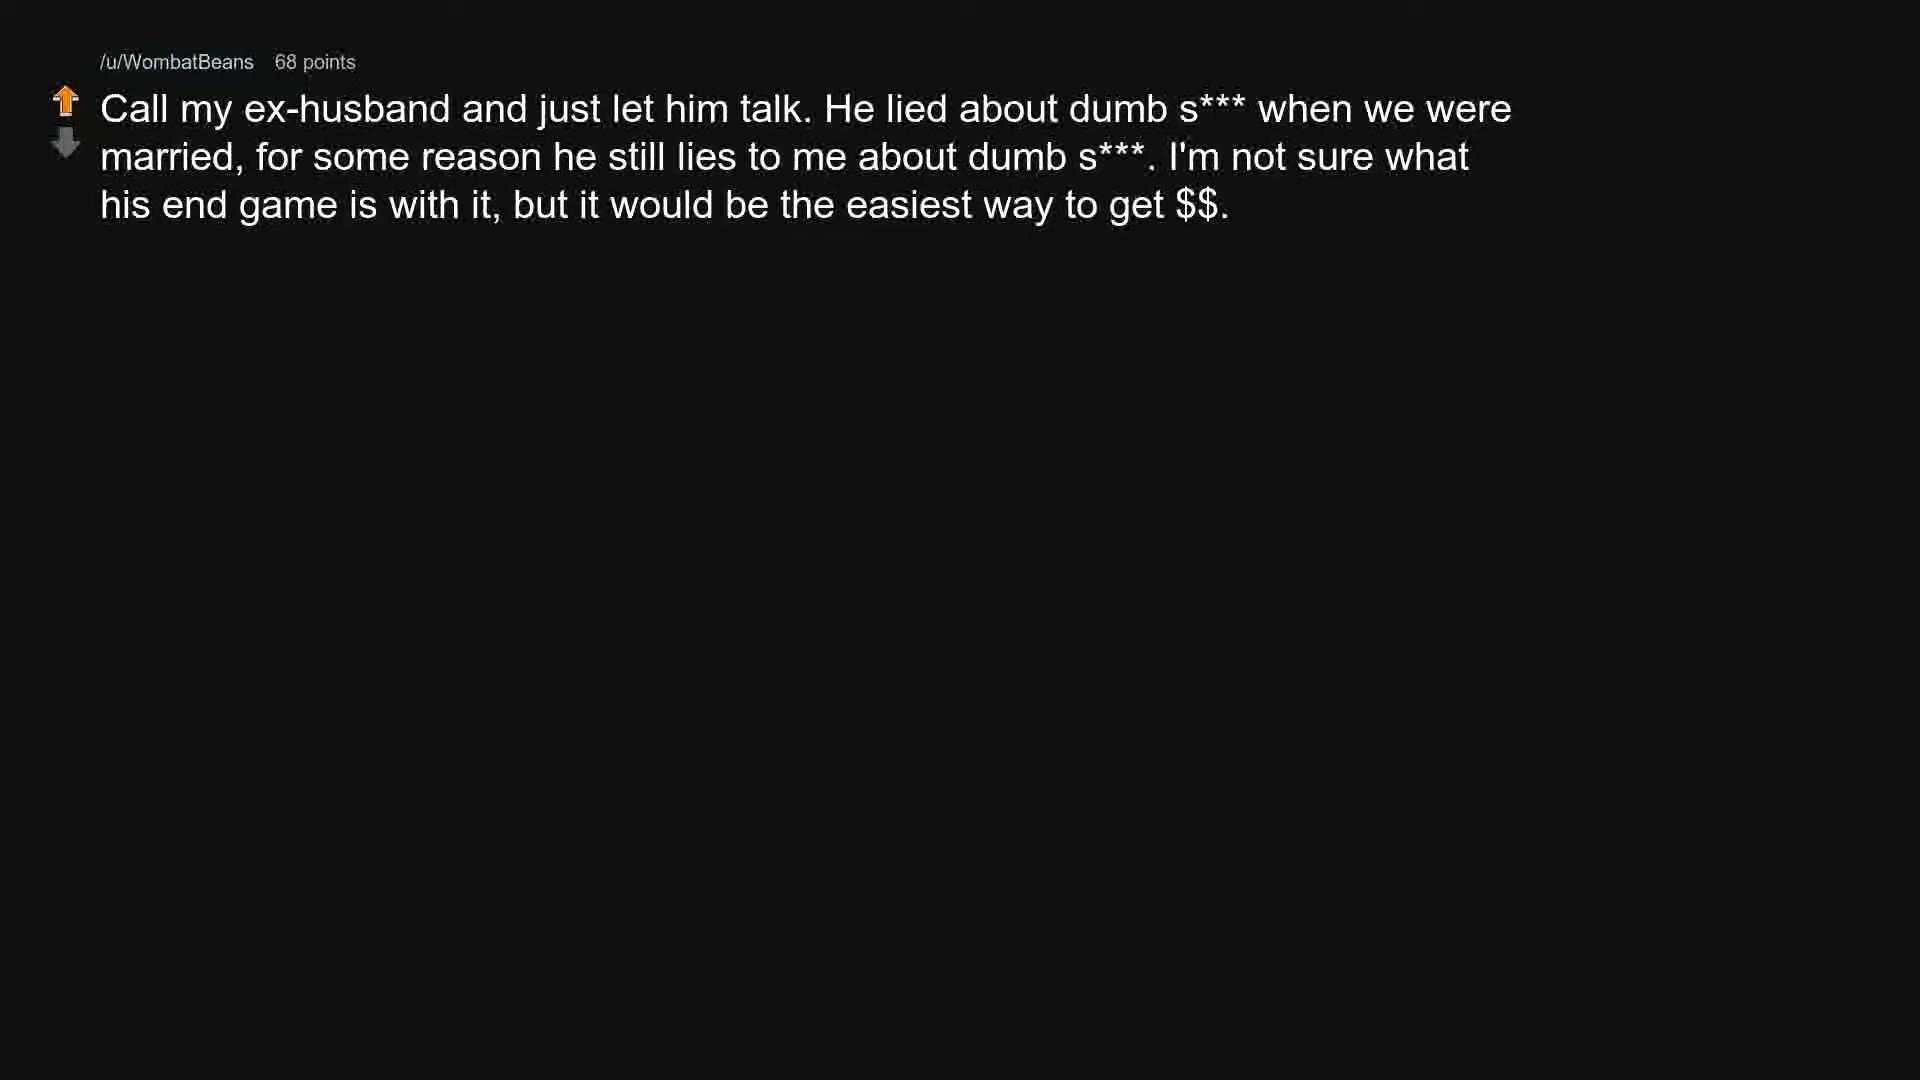 /u/WombatBeans 68 points
Call my ex-husband and just let him talk. He lied about dumb s*** when we were
married, for some reason he still lies to me about dumb s***. I'm not sure what
his end game is with it, but it would be the easiest way to get $$.